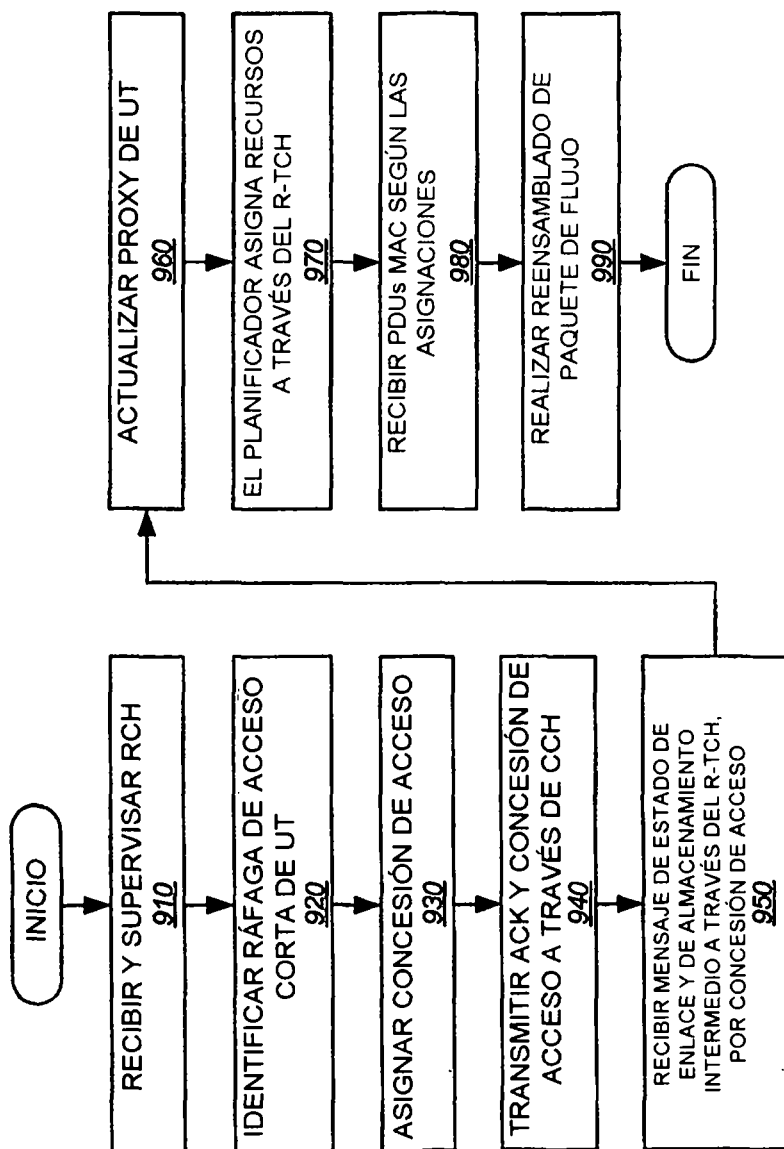 INICIO
RECIBIR Y SUPERVISAR RCH
910
IDENTIFICAR RÁFAGA DE ACCESO
CORTA DE UT
920
ASIGNAR CONCESIÓN DE ACCESO
930
TRANSMITIR ACK Y CONCESIÓN DE
ACCESO A TRAVÉS DE CCH
940
RECIBIR MENSAJE DE ESTADO DE
ENLACE Y DE ALMACENAMIENTO
INTERMEDIO A TRAVÉS DEL R-TCH,
POR CONCESIÓN DE ACCESO
950
ACTUALIZAR PROXY DE UT
960
EL PLANIFICADOR ASIGNA RECURSOS
A TRAVÉS DEL R-TCH
970
RECIBIR PDUs MAC SEGÚN LAS
ASIGNACIONES
980
REALIZAR REENSAMBLADO DE
PAQUETE DE FLUJO
990
FIN